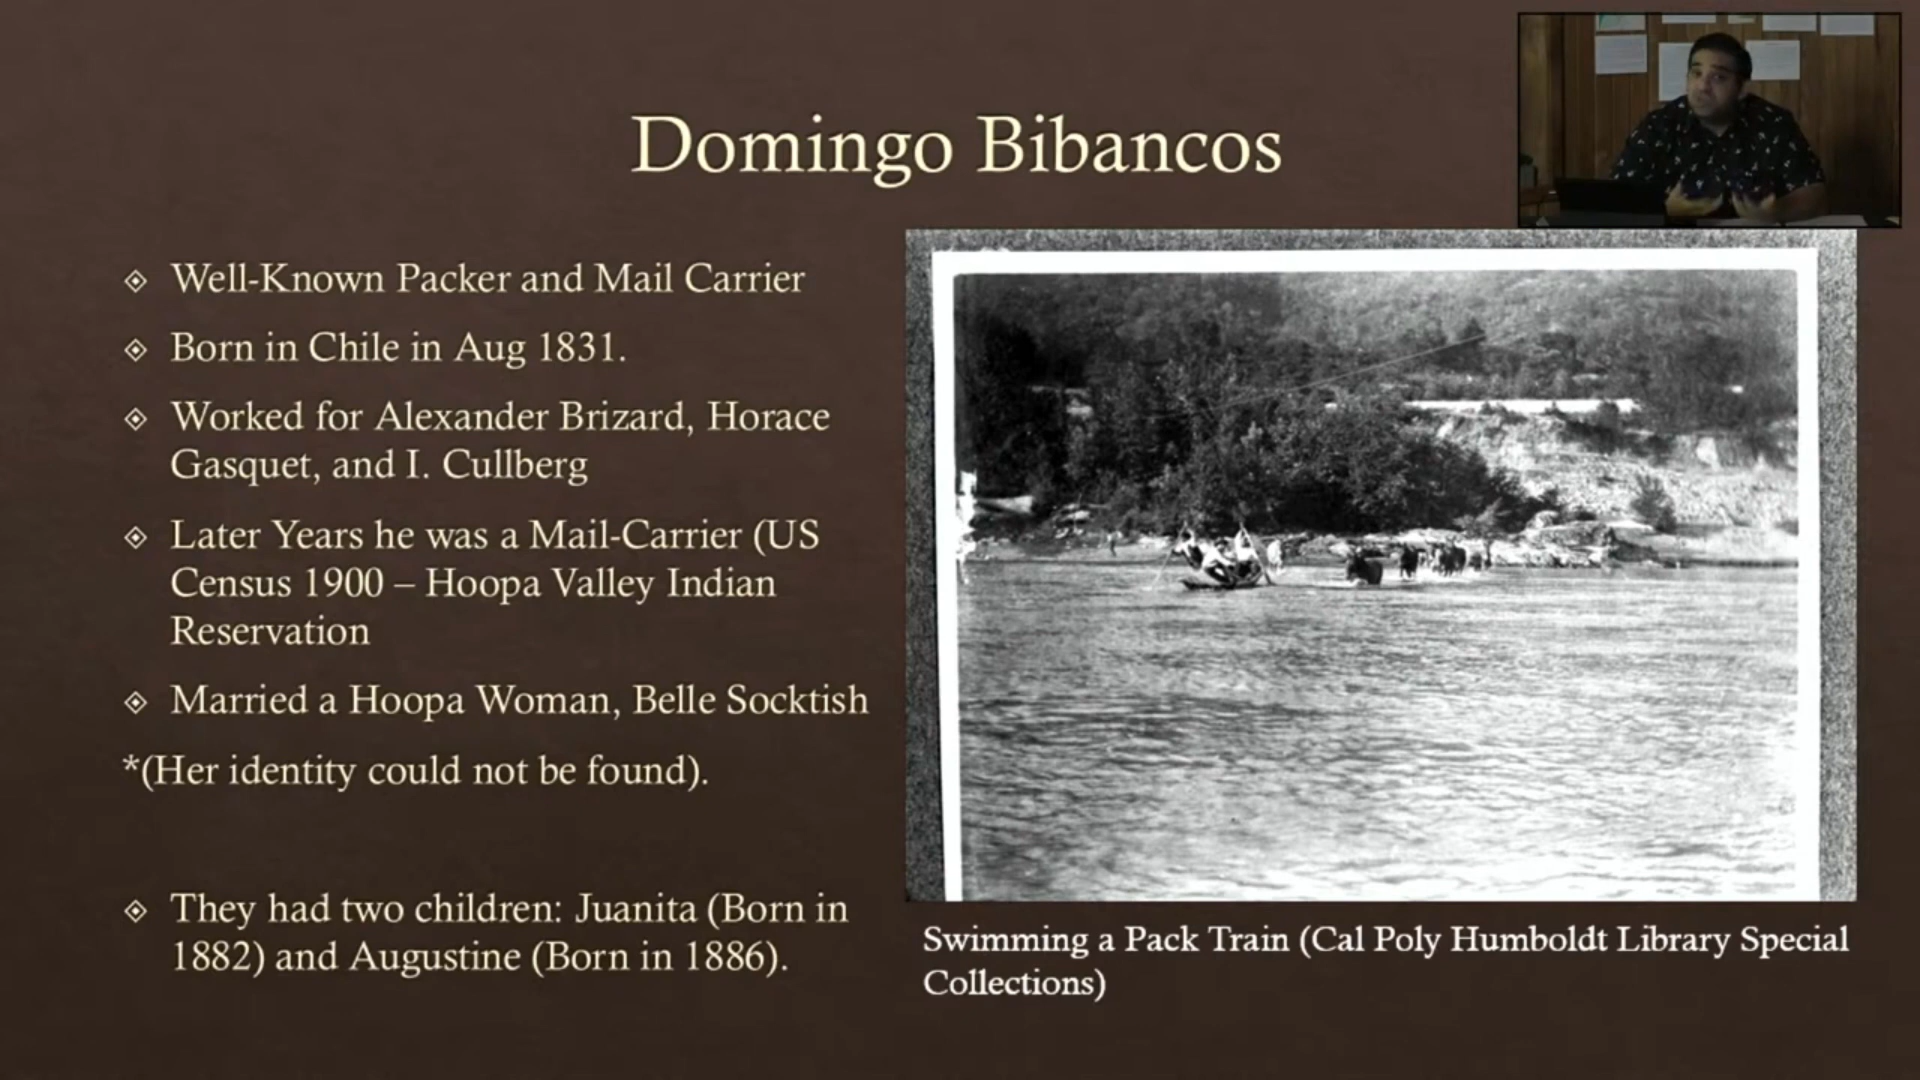 Domingo Bibancos
Well-Known Packer and Mail Carrier
Born in Chile in Aug 1831.
Worked for Alexander Brizard, Horace
Gasquet, and I. Cullberg
Later Years he was a Mail-Carrier (US
Census 1900 – Hoopa Valley Indian
Reservation
Married a Hoopa Woman, Belle Socktish
*(Her identity could not be found).
They had two children: Juanita (Born in
1882) and Augustine (Born in 1886).
Swimming a Pack Train (Cal Poly Humboldt Library Special
Collections)